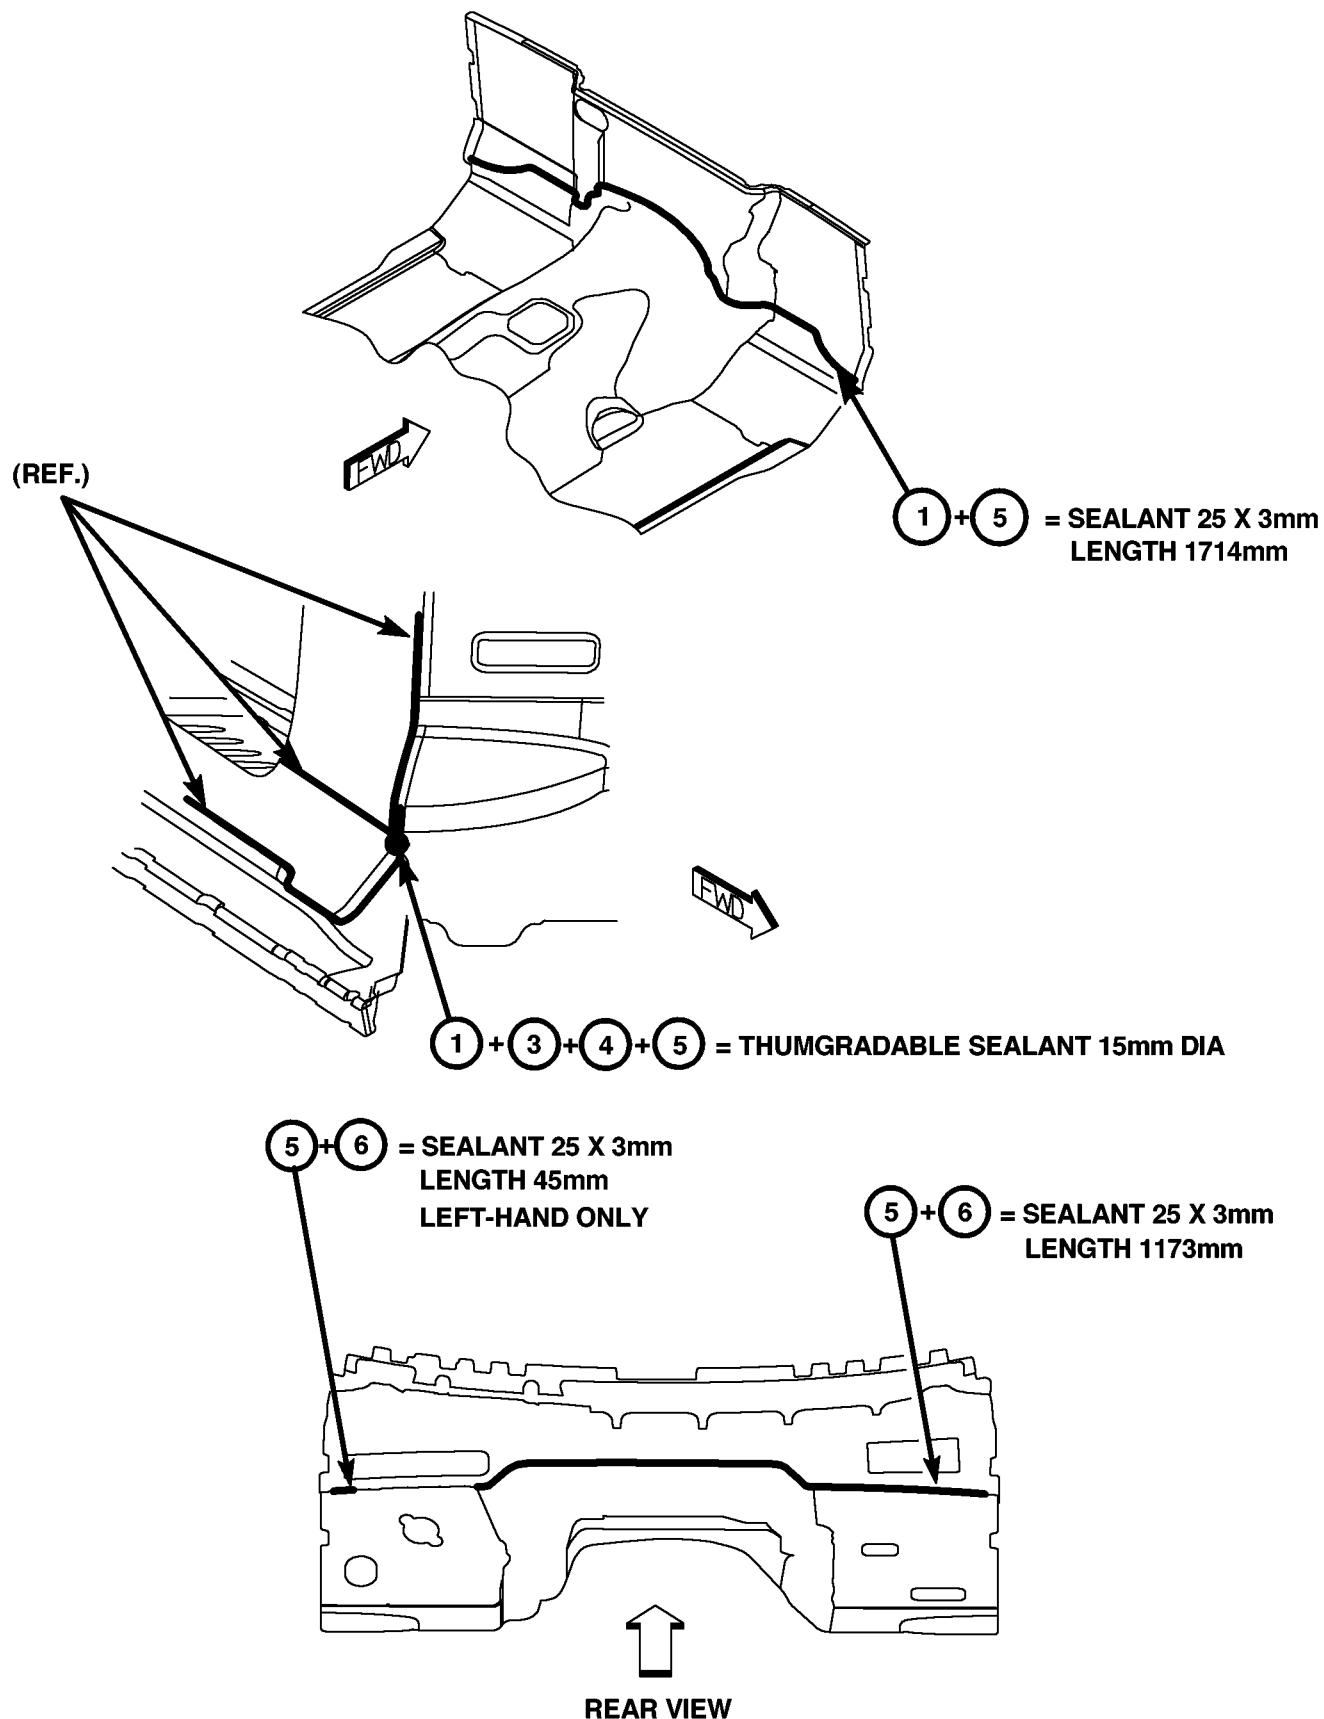 FWD
(REF.)
1 + 5 = SEALANT 25 X 3mm
LENGTH 1714mm
FWD
1 + 3 + 4 + 5 = THUMGRADABLE SEALANT 15mm DIA
5 + 6 = SEALANT 25 X 3mm
LENGTH 45mm
LEFT-HAND ONLY
5 + 6 = SEALANT 25 X 3mm
LENGTH 1173mm
REAR VIEW